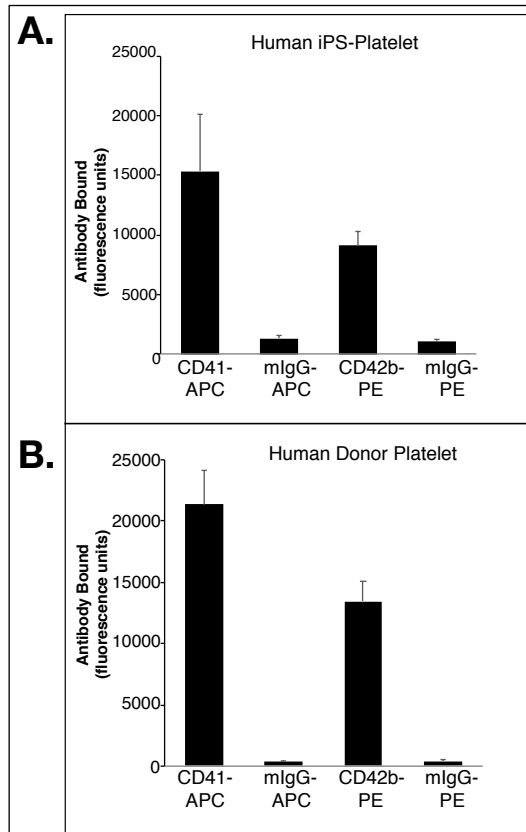 A.
Human iPS-Platelet
Antibody Bound
(fluorescence units)
25000
20000
15000
10000
5000
0
CD41- mIgG- CD42b- mIgG-
APC APC PE PE
B.
Human Donor Platelet
Antibody Bound
(fluorescence units)
25000
20000
15000
10000
5000
0
CD41- mIgG- CD42b- mIgG-
APC APC PE PE